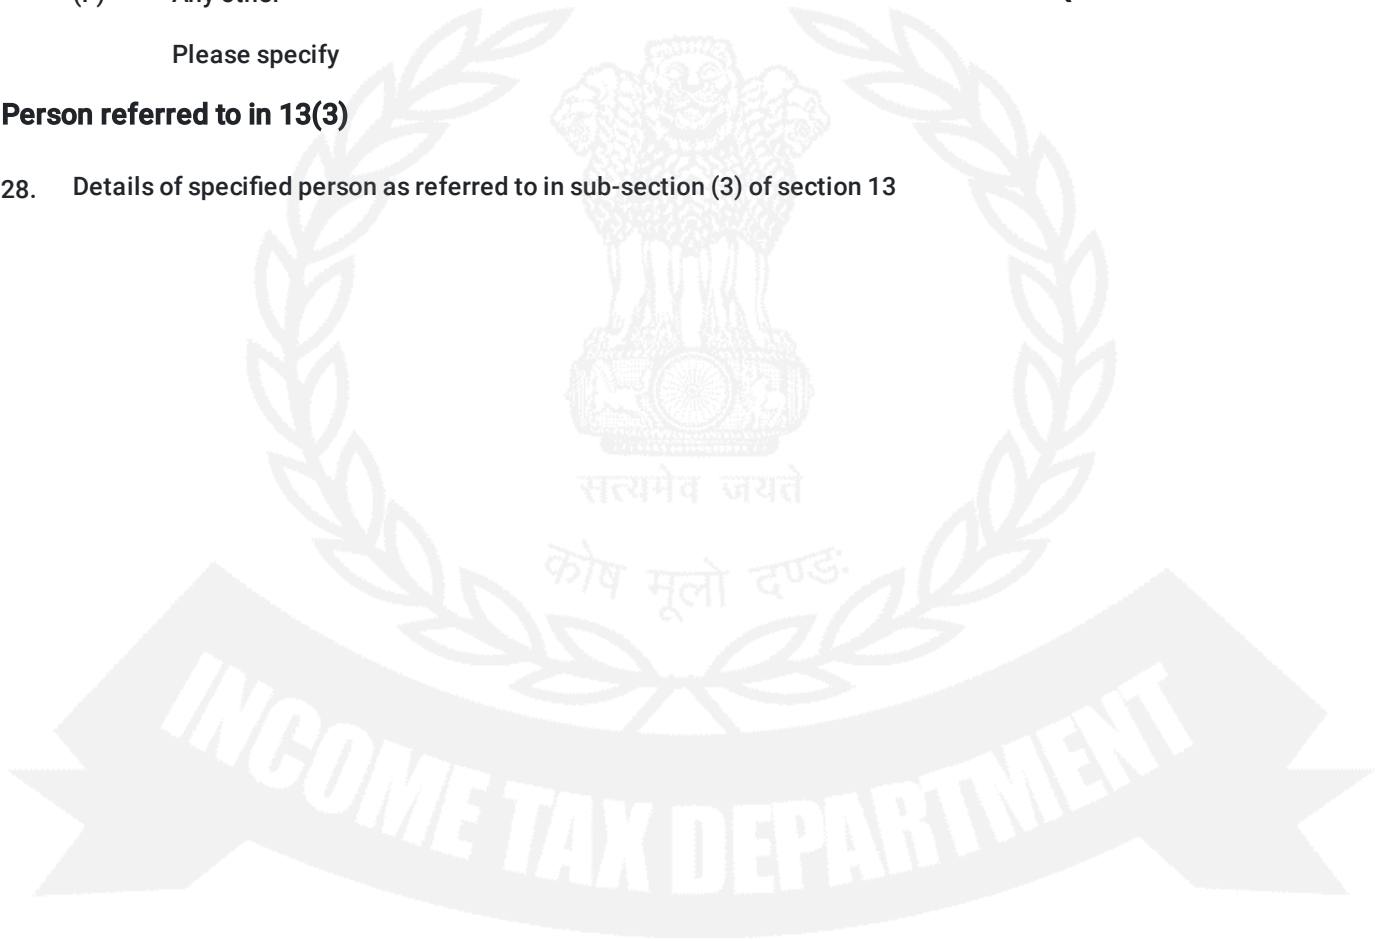 Please specify
Person referred to in 13(3)
28. Details of specified person as referred to in sub-section (3) of section 13
सत्यमेव जयते
कोष मूलो दण्डः
INCOME TAX DEPARTMENT